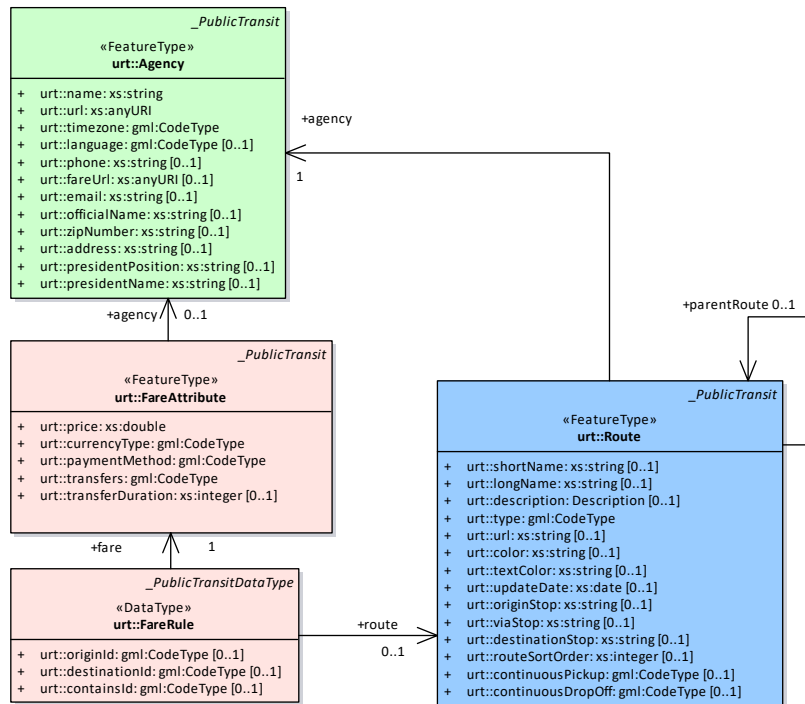 _PublicTransit
«FeatureType»
urt::Agency
+ urt::name: xs:string
+ urt::url: xs:anyURI
+ urt::timezone: gml:CodeType
+ urt::language: gml:CodeType [0..1]
+ urt::phone: xs:string [0..1]
+ urt::fareUrl: xs:anyURI [0..1]
+ urt::email: xs:string [0..1]
+ urt::officialName: xs:string [0..1]
+ urt::zipNumber: xs:string [0..1]
+ urt::address: xs:string [0..1]
+ urt::presidentPosition: xs:string [0..1]
+ urt::presidentName: xs:string [0..1]
+agency
1
+agency 0..1
+parentRoute 0..1
_PublicTransit
«FeatureType»
urt::FareAttribute
+ urt::price: xs:double
+ urt::currencyType: gml:CodeType
+ urt::paymentMethod: gml:CodeType
+ urt::transfers: gml:CodeType
+ urt::transferDuration: xs:integer [0..1]
+fare 1
_PublicTransitDataType
«DataType»
urt::FareRule
+ urt::originId: gml:CodeType [0..1]
+ urt::destinationId: gml:CodeType [0..1]
+ urt::containsId: gml:CodeType [0..1]
+route
0..1
_PublicTransit
«FeatureType»
urt::Route
+ urt::shortName: xs:string [0..1]
+ urt::longName: xs:string [0..1]
+ urt::description: Description [0..1]
+ urt::type: gml:CodeType
+ urt::url: xs:string [0..1]
+ urt::color: xs:string [0..1]
+ urt::textColor: xs:string [0..1]
+ urt::updateDate: xs:date [0..1]
+ urt::originStop: xs:string [0..1]
+ urt::viaStop: xs:string [0..1]
+ urt::destinationStop: xs:string [0..1]
+ urt::routeSortOrder: xs:integer [0..1]
+ urt::continuousPickup: gml:CodeType [0..1]
+ urt::continuousDropOff: gml:CodeType [0..1]